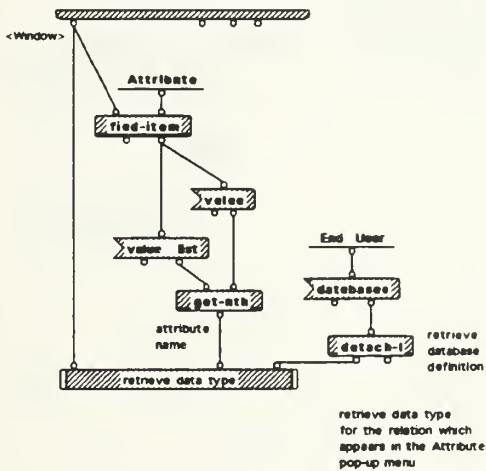 <Window>
Attribute
find-item
value
value list
End User
databases
get-nth
attribute
name
detach-l
retrieve
database
definition
retrieve data type
retrieve data type
for the relation which
appears in the Attribute
pop-up menu